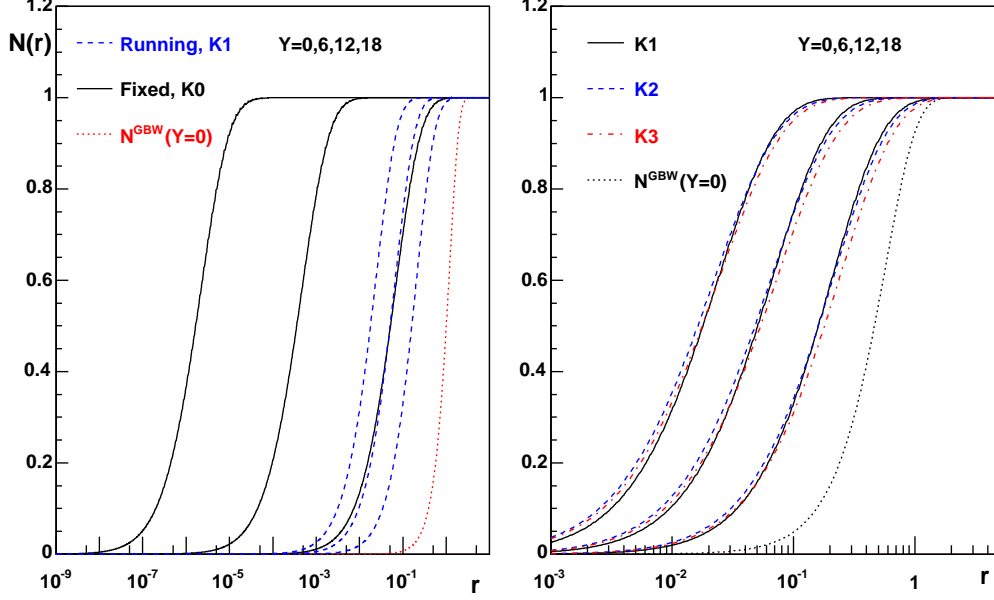 1.2
N(r)
Running, K1
Y=0,6,12,18
Fixed, K0
N^GBW(Y=0)
1
0.8
0.6
0.4
0.2
0
10^-9
10^-7
10^-5
10^-3
10^-1
r
1.2
K1
Y=0,6,12,18
K2
K3
N^GBW(Y=0)
1
0.8
0.6
0.4
0.2
0
10^-3
10^-2
10^-1
1
r